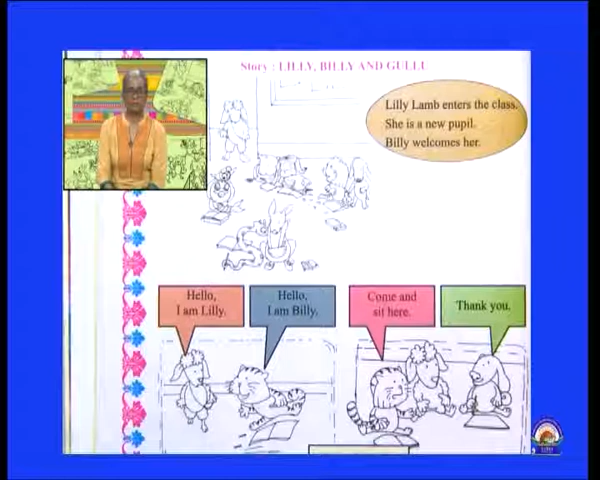 Story : LILLY, BILLY AND GULLU
Lilly Lamb enters the class.
She is a new pupil.
Billy welcomes her.
Hello,
I am Lilly.
Hello,
I am Billy.
Come and
sit here.
Thank you.